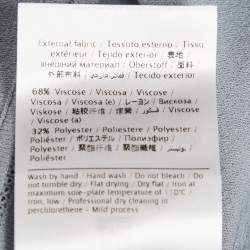 External fabric / Tessuto esterno / Tissu
extérieur / Tejido exterior / 表地 /
внешний материал / Oberstoff / 面料
外部布料 / قماش خارجي / Tecido exterior
68% Viscose / Viscosa / Viscose /
Viscosa / Viscosa (e) / レーヨン / Вискоза /
Viskose / 粘胶纤维 / 嫘縈 / فسكوز / Viscose /
Viscose (a)
32% Polyester / Poliestere / Polyester /
Poliéster / ポリエステル / Полиэфир /
Polyester / 聚酯纤维 / 聚酯纖維 / بوليستر /
Poliéster
Wash by hand / Hand wash / Do not bleach / Do
not tumble dry / Flat drying / Dry flat / Iron at
maximum sole-plate temperature of 110°C /
Iron, low / Professional dry cleaning in
perchlorethene - Mild process